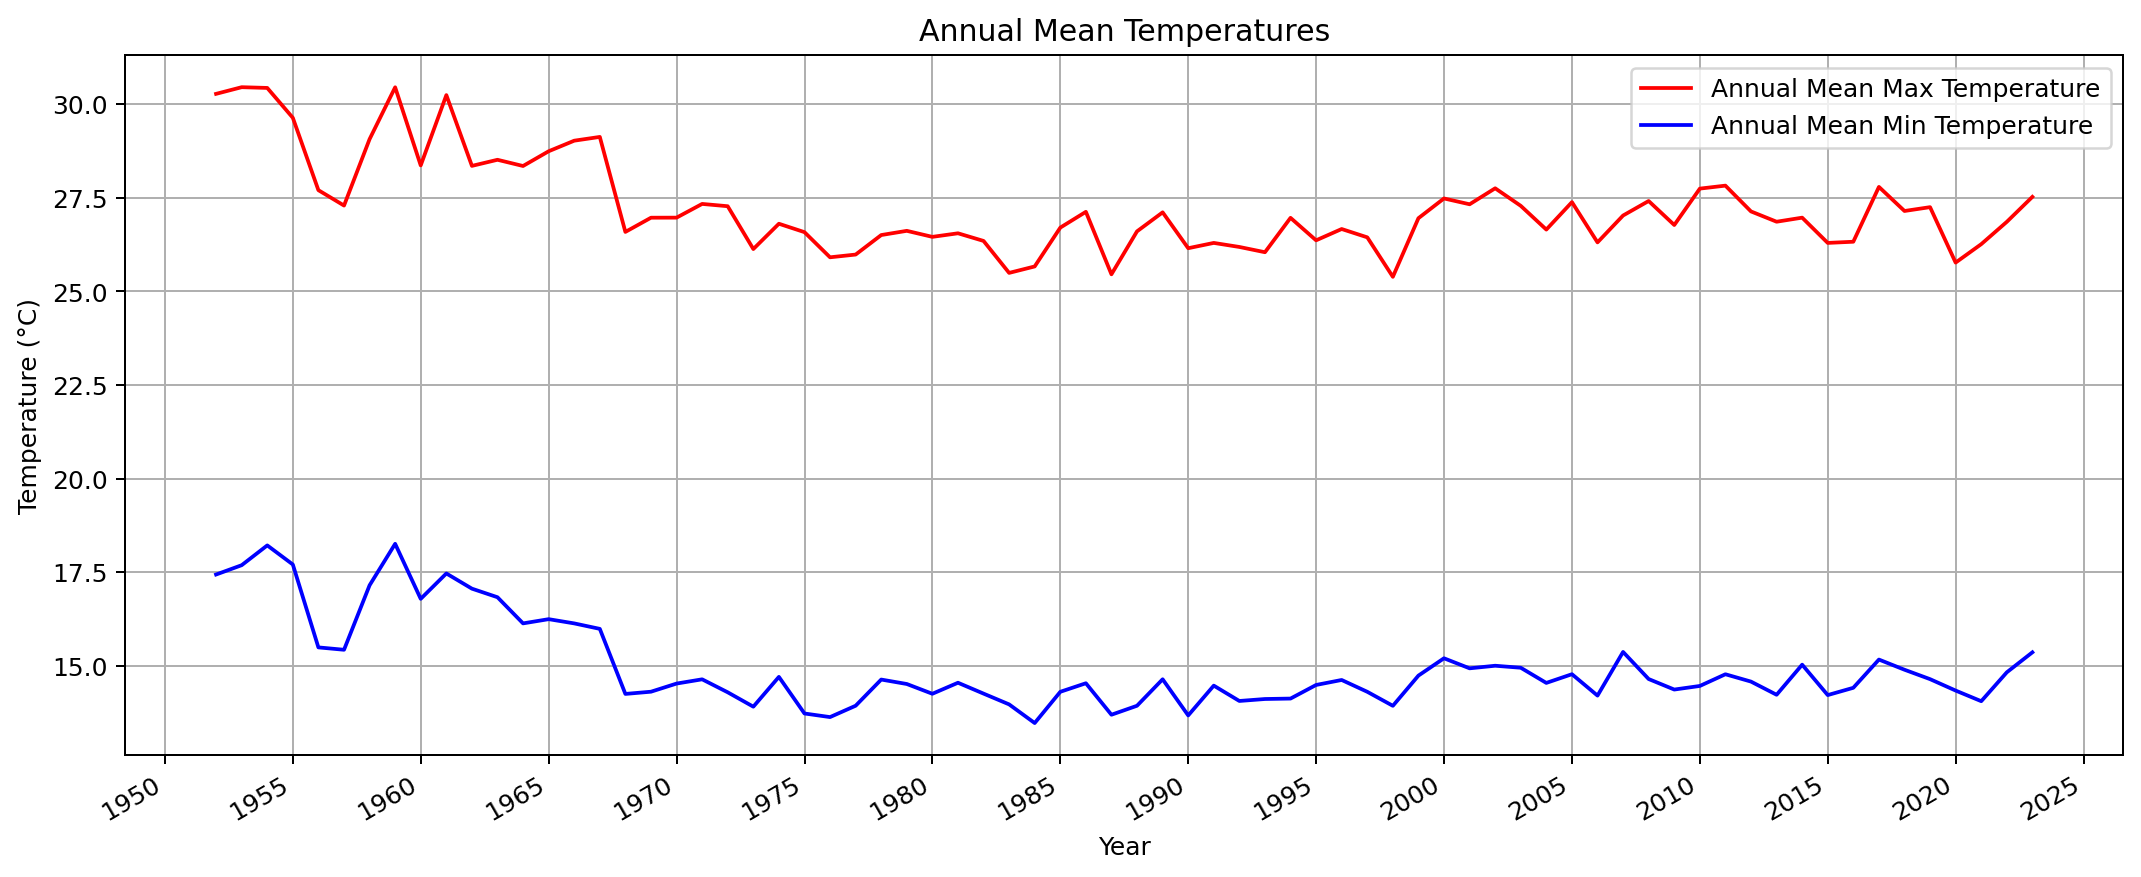 Annual Mean Temperatures
Annual Mean Max Temperature
Annual Mean Min Temperature
Temperature (°C)
30.0
27.5
25.0
22.5
20.0
17.5
15.0
1950 1955 1960 1965 1970 1975 1980 1985 1990 1995 2000 2005 2010 2015 2020 2025
Year